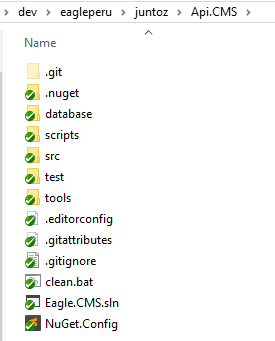 dev > eagleperu > juntoz > Api.CMS >
Name
.git
.nuget
database
scripts
src
test
tools
.editorconfig
.gitattributes
.gitignore
clean.bat
Eagle.CMS.sln
NuGet.Config